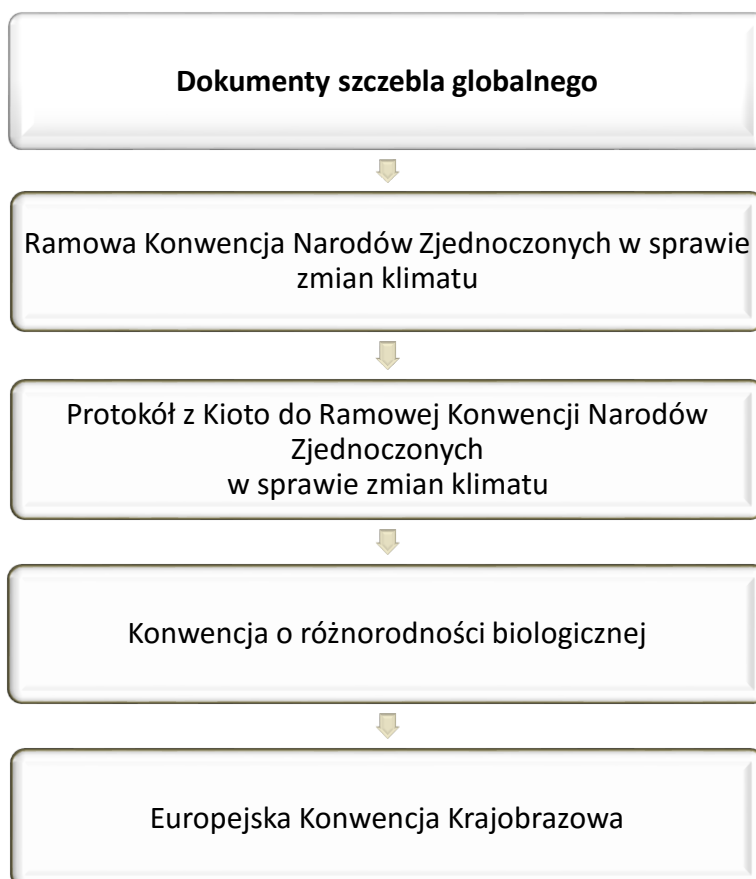 Dokumenty szczebla globalnego
Ramowa Konwencja Narodów Zjednoczonych w sprawie
zmian klimatu
Protokół z Kioto do Ramowej Konwencji Narodów
Zjednoczonych
w sprawie zmian klimatu
Konwencja o różnorodności biologicznej
Europejska Konwencja Krajobrazowa